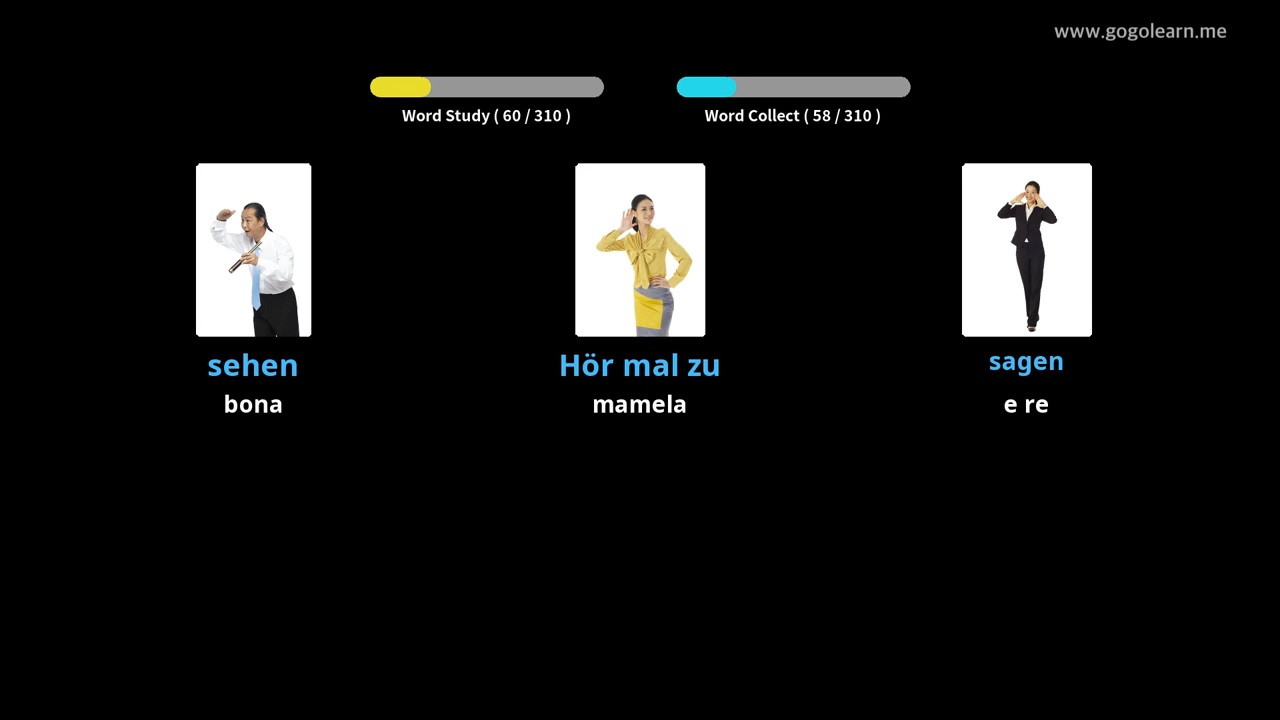 www.gogolearn.me
Word Study ( 60 / 310 )
Word Collect ( 58 / 310 )
sehen
bona
Hör mal zu
mamela
sagen
e re